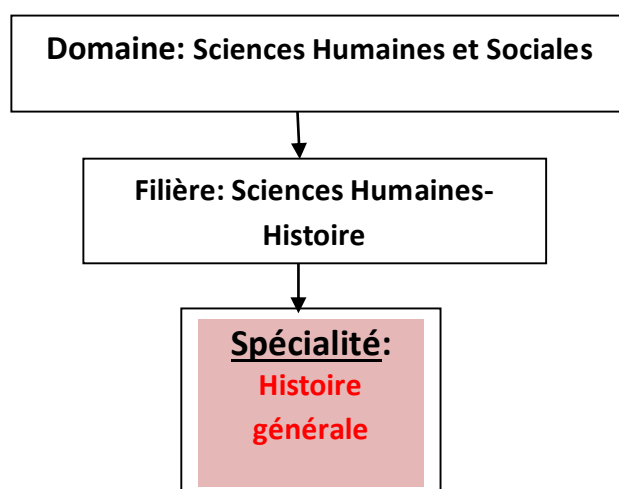 Domaine: Sciences Humaines et Sociales
Filière: Sciences Humaines-
Histoire
Spécialité:
Histoire
générale